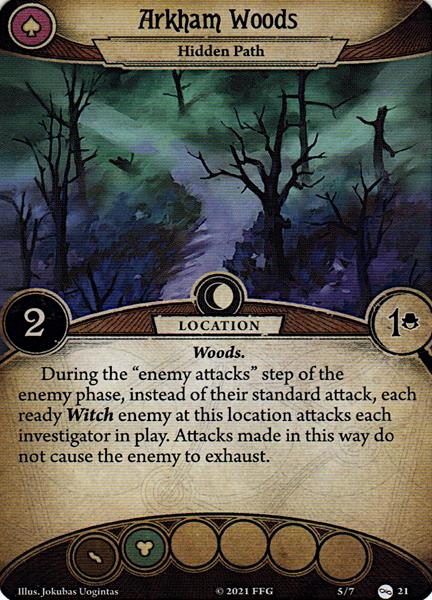 Arkham Woods
Hidden Path
2
1
LOCATION
Woods.
During the “enemy attacks” step of the
enemy phase, instead of their standard attack, each
ready Witch enemy at this location attacks each
investigator in play. Attacks made in this way do
not cause the enemy to exhaust.
Illus. Jokubas Uogintas
© 2021 FFG
5/7
21